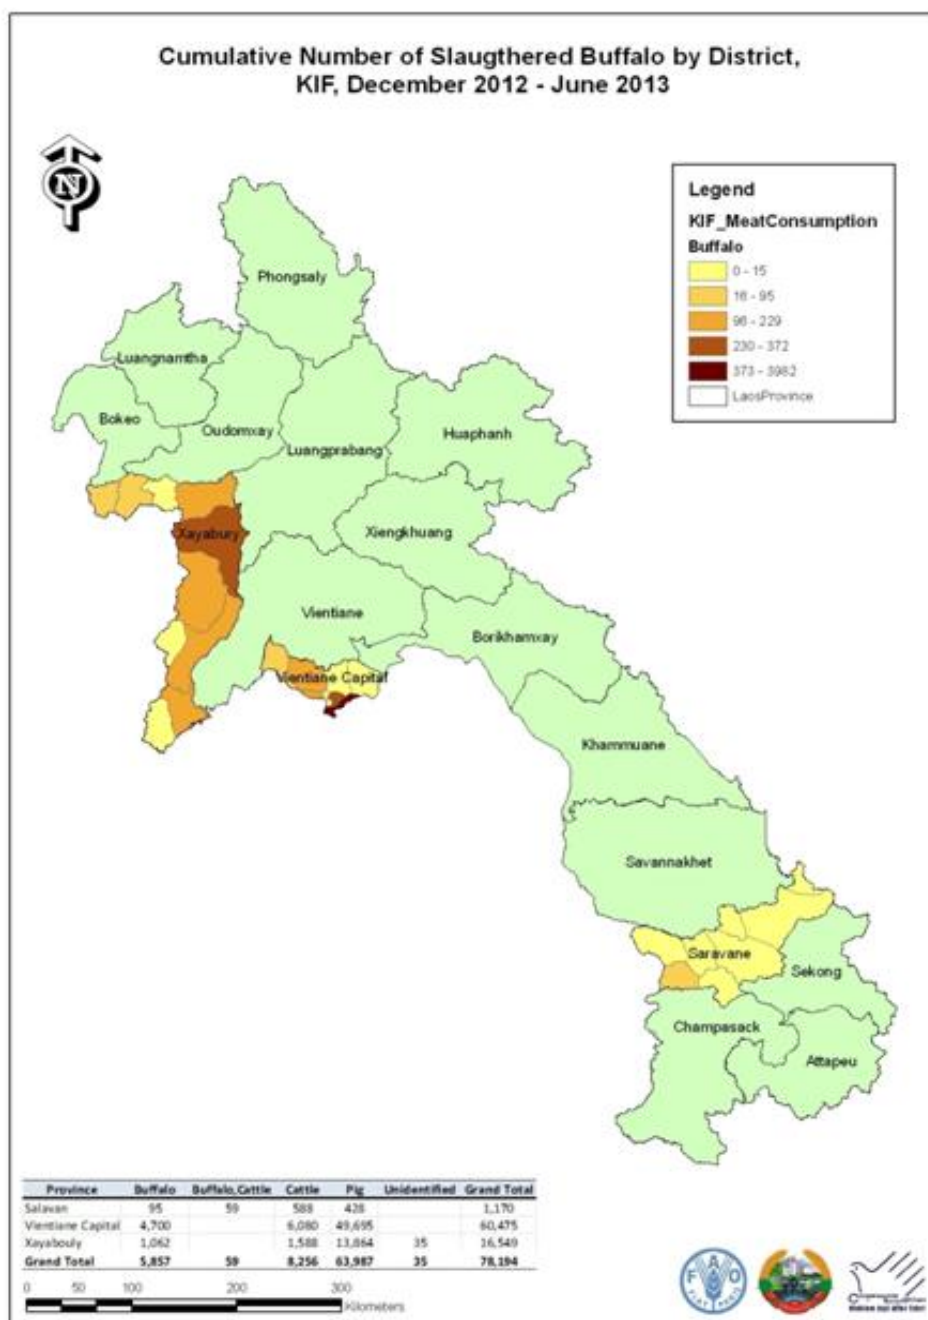 Cumulative Number of Slaugthered Buffalo by District,
KIF, December 2012 - June 2013
N
Legend
KIF_MeatConsumption
Buffalo
0 - 15
16 - 95
96 - 229
230 - 372
373 - 3982
LaosProvince
Phongsaly
Luangnamtha
Bokeo
Oudomxay
Luangprabang
Huaphanh
Xayabury
Xiengkhuang
Vientiane
Borikhamxay
Vientiane Capital
Khammuane
Savannakhet
Saravane
Sekong
Champasack
Attapeu
Province Buffalo Buffalo,Cattle Cattle Pig Unidentified Grand Total
Salavan 95 59 588 428 1,170
Vientiane Capital 4,700 6,080 49,695 60,475
Xayabouly 1,062 1,588 13,864 35 16,549
Grand Total 5,857 59 8,256 63,987 35 78,194
0 50 100 200 300
Kilometers
F A O
FIAT PANIS